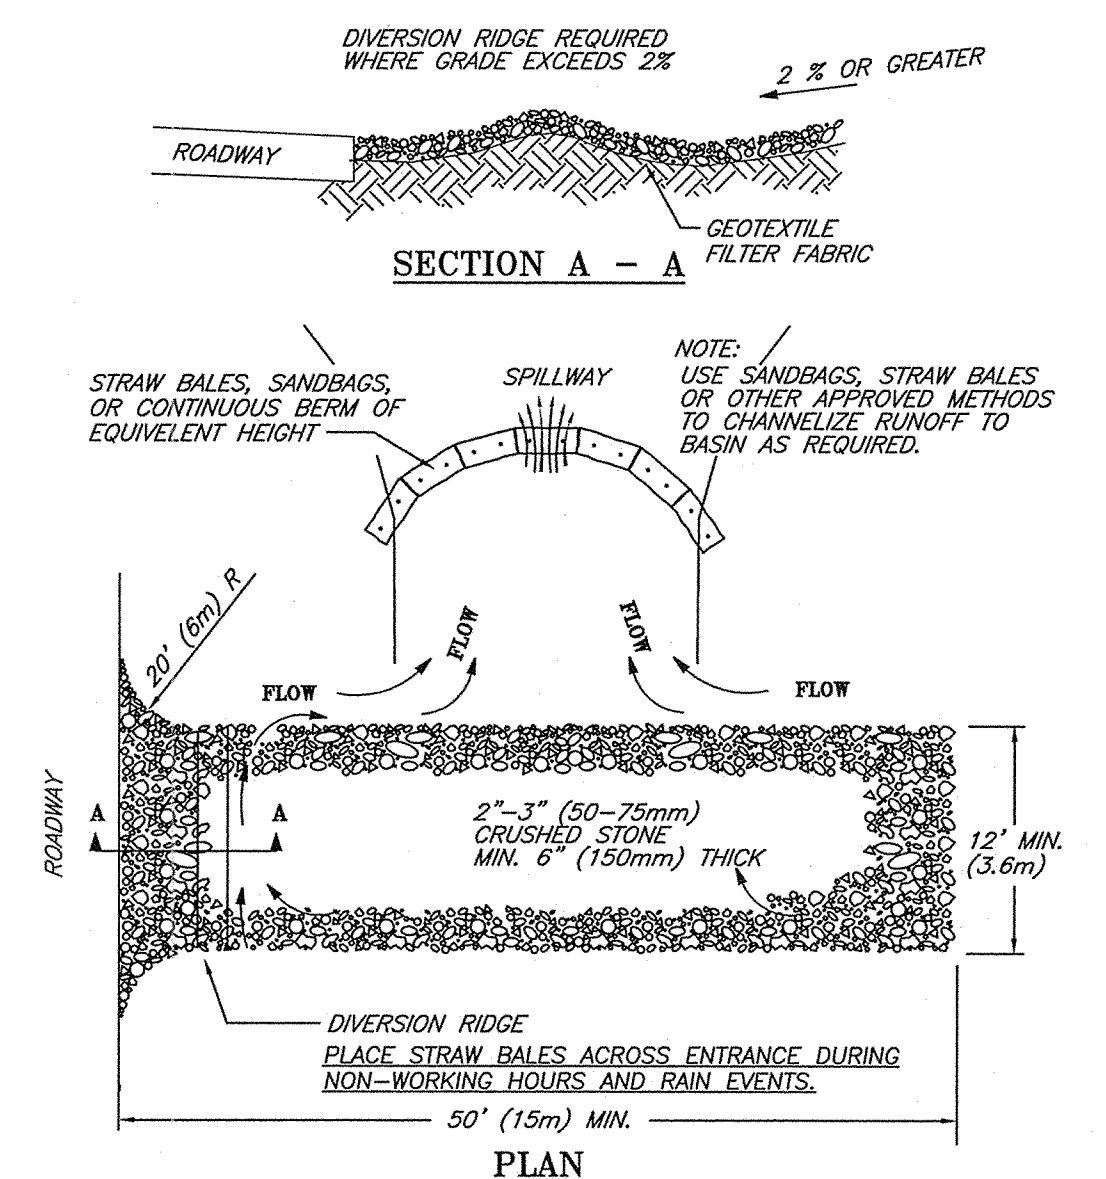 DIVERSION RIDGE REQUIRED
WHERE GRADE EXCEEDS 2%
2 % OR GREATER
ROADWAY
GEOTEXTILE
FILTER FABRIC
SECTION A – A
STRAW BALES, SANDBAGS,
OR CONTINUOUS BERM OF
EQUIVELENT HEIGHT
SPILLWAY
NOTE:
USE SANDBAGS, STRAW BALES
OR OTHER APPROVED METHODS
TO CHANNELIZE RUNOFF TO
BASIN AS REQUIRED.
20' (6m) R
FLOW
FLOW
FLOW
FLOW
ROADWAY
A
A
2"–3" (50–75mm)
CRUSHED STONE
MIN. 6" (150mm) THICK
12' MIN.
(3.6m)
DIVERSION RIDGE
PLACE STRAW BALES ACROSS ENTRANCE DURING
NON–WORKING HOURS AND RAIN EVENTS.
50' (15m) MIN.
PLAN